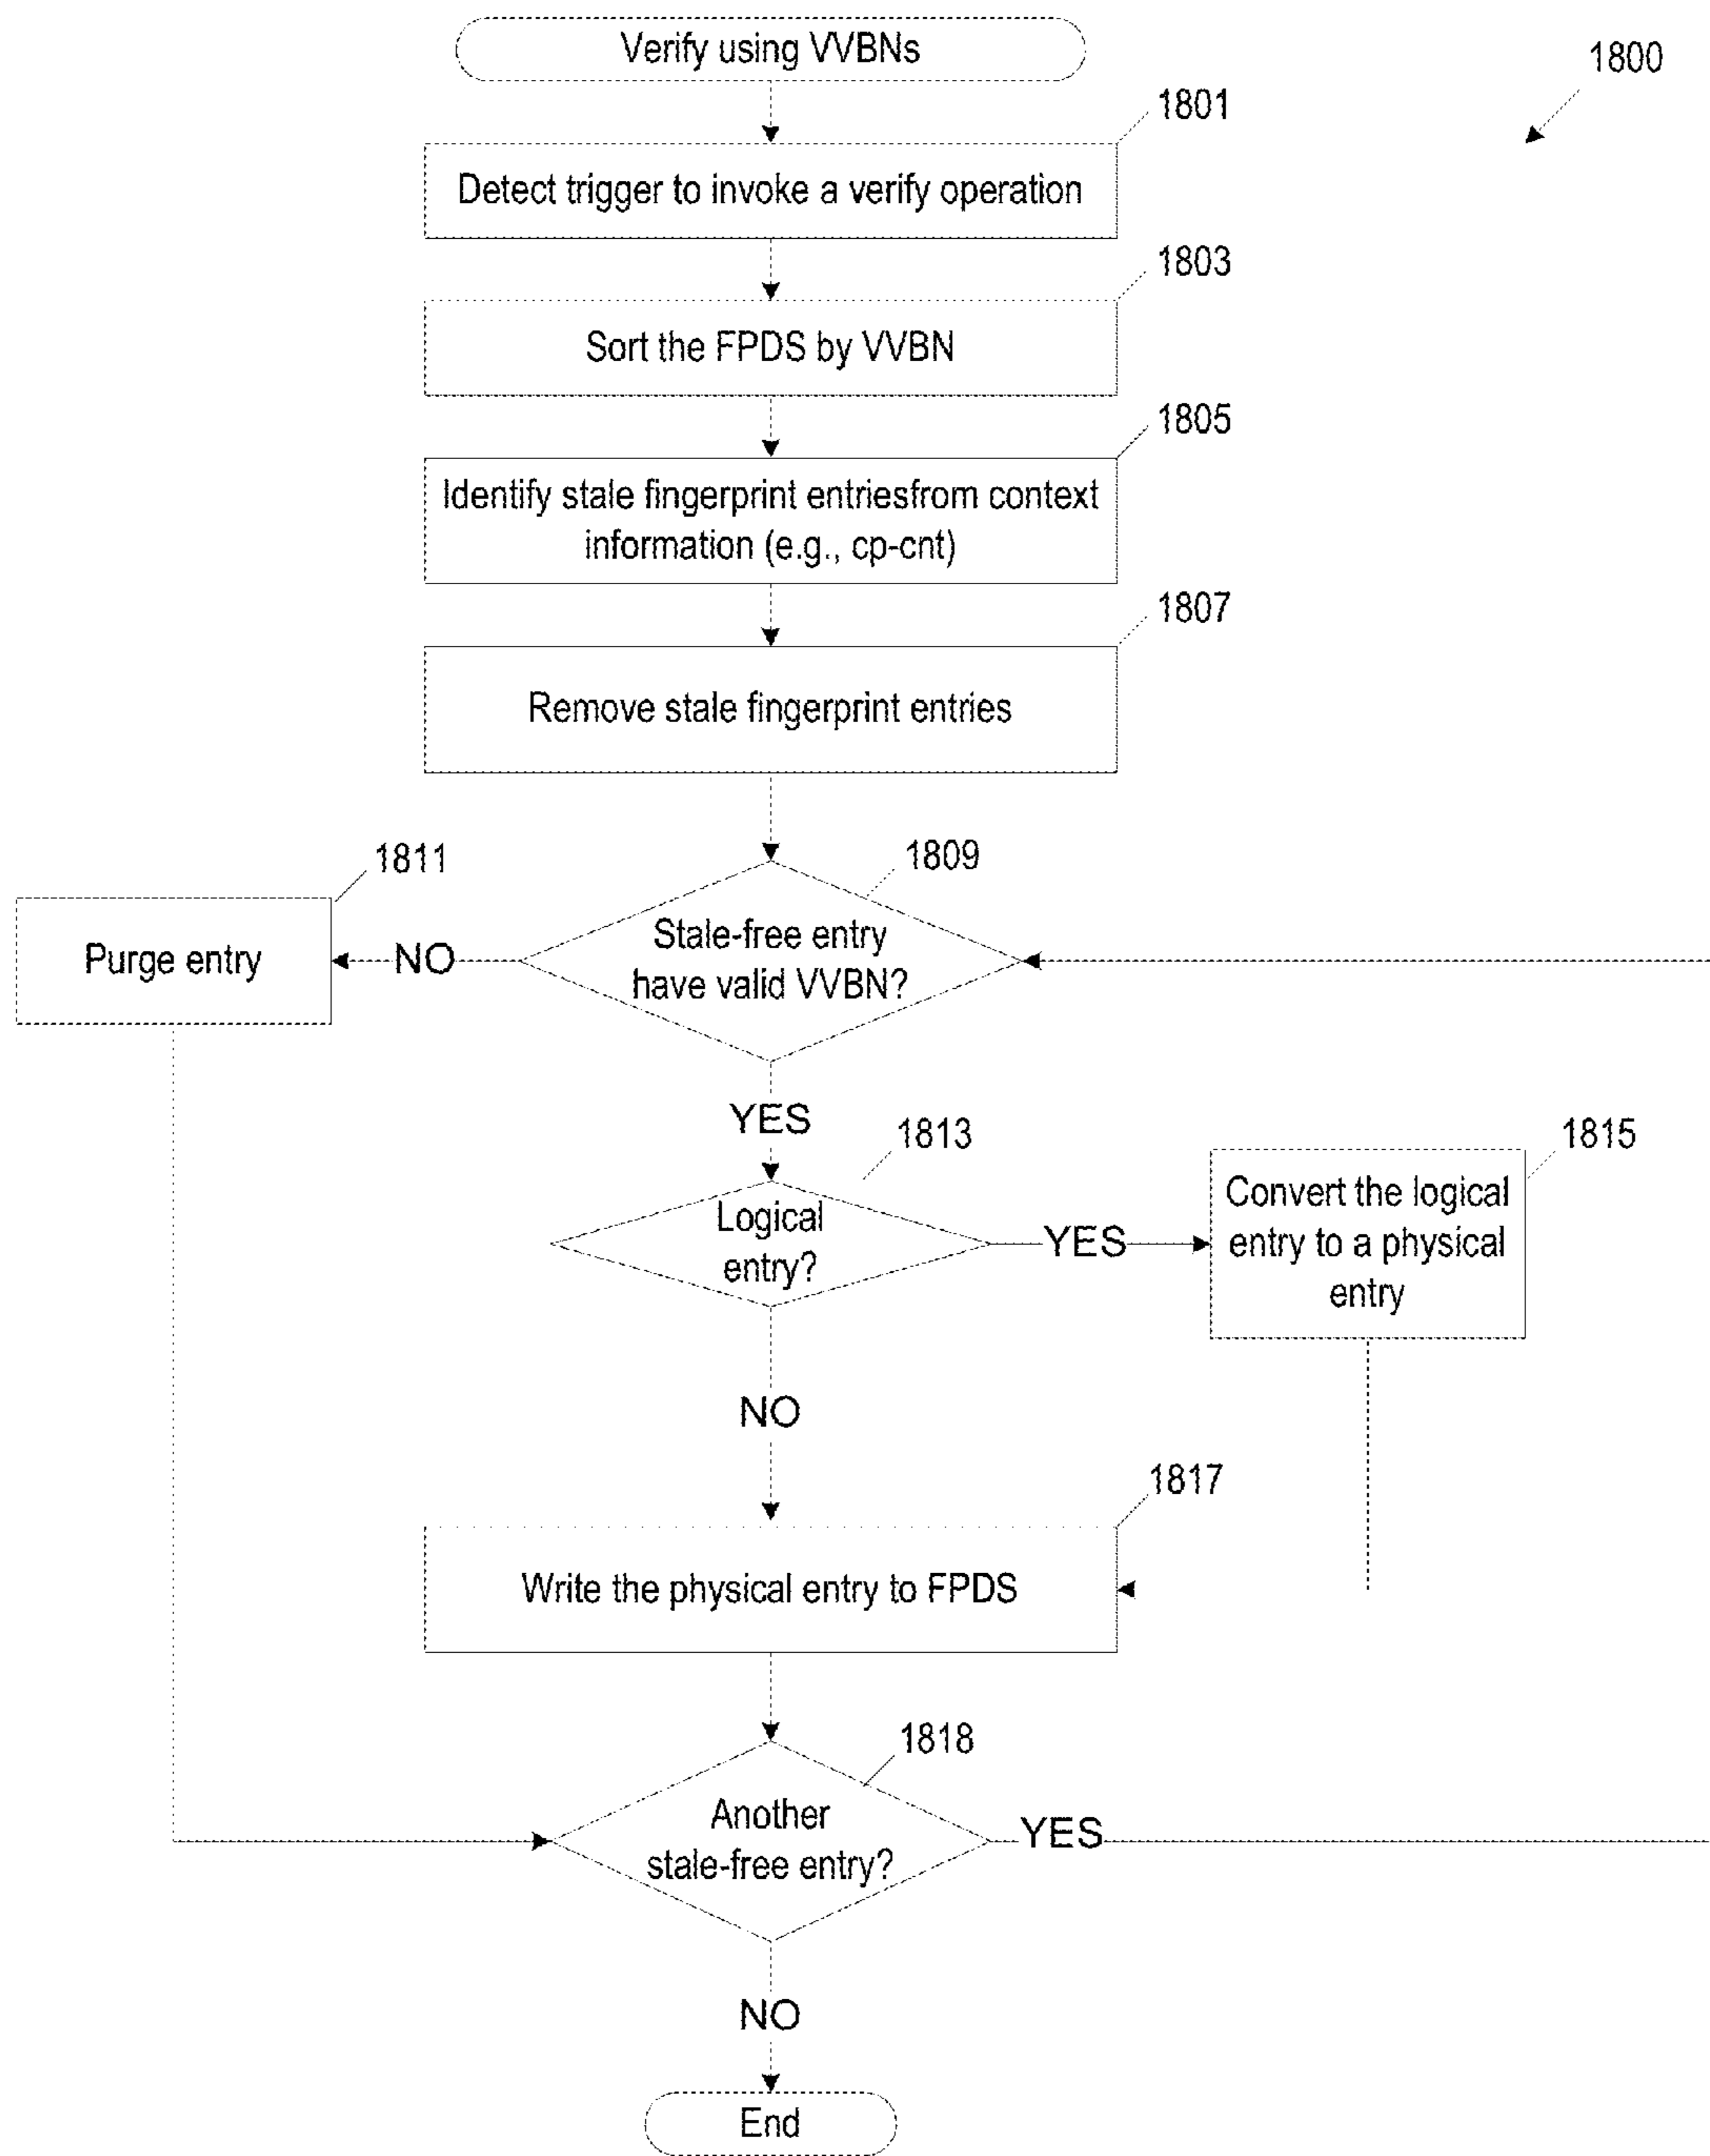 Verify using VVBNs
1800
1801
Detect trigger to invoke a verify operation
1803
Sort the FPDS by VVBN
1805
Identify stale fingerprint entriesfrom context
information (e.g., cp-cnt)
1807
Remove stale fingerprint entries
1811
1809
Purge entry
NO
Stale-free entry
have valid VVBN?
YES
1813
1815
Logical
entry?
YES
Convert the logical
entry to a physical
entry
NO
1817
Write the physical entry to FPDS
1818
Another
stale-free entry?
YES
NO
End